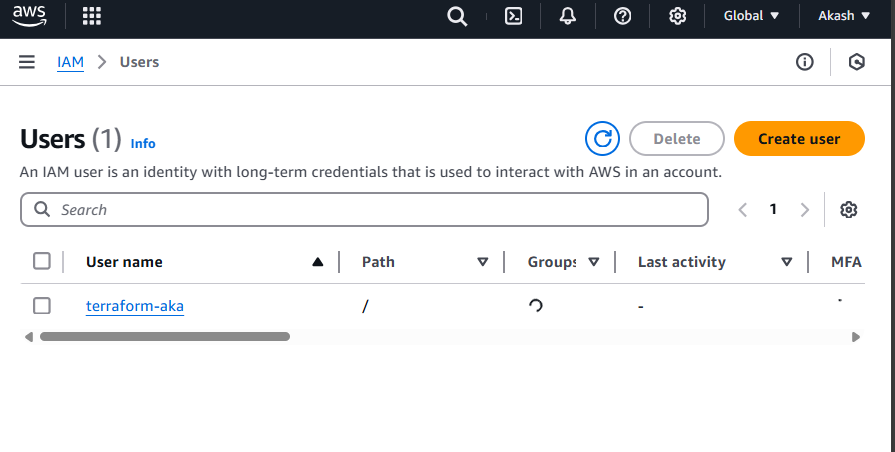 aws Global ▼ Akash ▼
IAM > Users
Users (1) Info Delete Create user
An IAM user is an identity with long-term credentials that is used to interact with AWS in an account.
Search 1
User name Path Groups Last activity MFA
terraform-aka / -